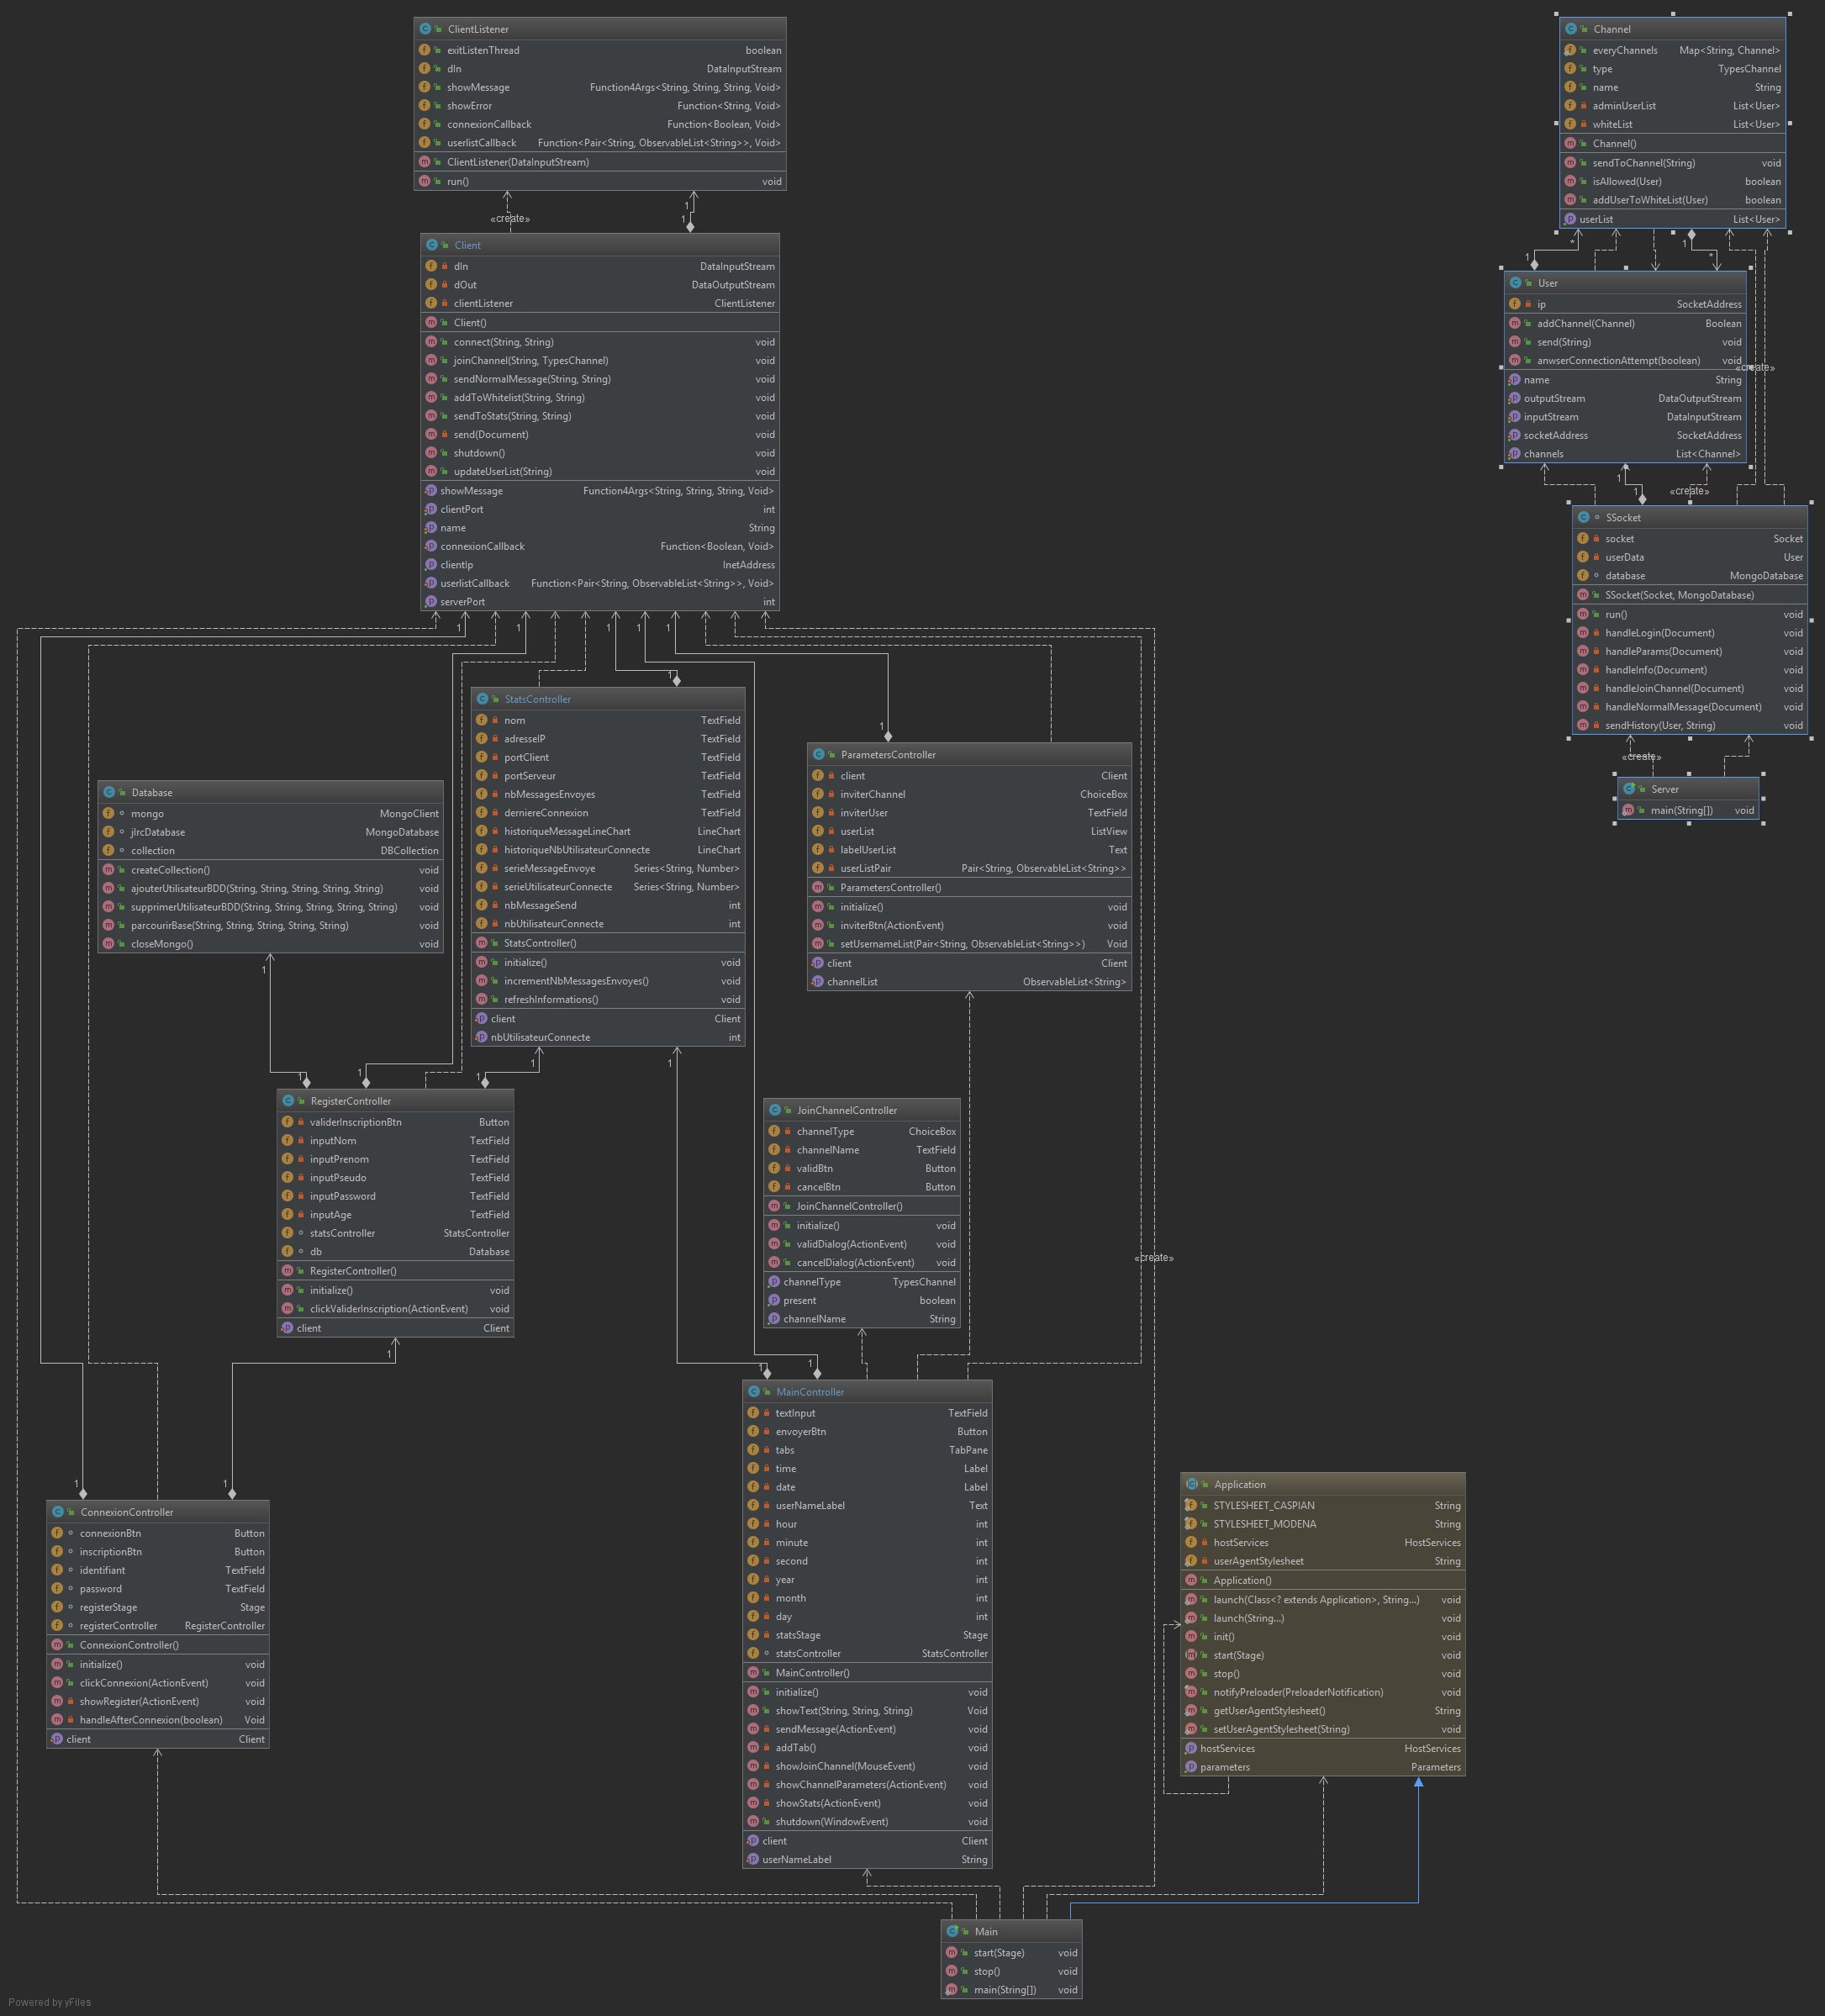 ClientListener
exitListenThread boolean
dIn DataInputStream
showMessage Function4Args<String, String, String, Void>
showError Function<String, Void>
connexionCallback Function<Boolean, Void>
userlistCallback Function<Pair<String, ObservableList<String>>, Void>
ClientListener(DataInputStream)
run() void
1
1
«create»
Client
dIn DataInputStream
dOut DataOutputStream
clientListener ClientListener
Client()
connect(String, String) void
joinChannel(String, TypesChannel) void
sendNormalMessage(String, String) void
addToWhitelist(String, String) void
sendToStats(String, String) void
send(Document) void
shutdown() void
updateUserList(String) void
showMessage Function4Args<String, String, String, Void>
clientPort int
name String
connexionCallback Function<Boolean, Void>
clientIp InetAddress
userlistCallback Function<Pair<String, ObservableList<String>>, Void>
serverPort int
1 1 1 1 1
Channel
everyChannels Map<String, Channel>
type TypesChannel
name String
adminUserList List<User>
whiteList List<User>
Channel()
sendToChannel(String) void
isAllowed(User) boolean
addUserToWhiteList(User) boolean
userList List<User>
* 1
1 *
User
ip SocketAddress
addChannel(Channel) Boolean
send(String) void
anwserConnectionAttempt(boolean) void
name String
outputStream DataOutputStream
inputStream DataInputStream
socketAddress SocketAddress
channels List<Channel>
«create»
1
1 «create»
SSocket
socket Socket
userData User
database MongoDatabase
SSocket(Socket, MongoDatabase)
run() void
handleLogin(Document) void
handleParams(Document) void
handleInfo(Document) void
handleJoinChannel(Document) void
handleNormalMessage(Document) void
sendHistory(User, String) void
«create»
Server
main(String[]) void
1
StatsController
nom TextField
adresseIP TextField
portClient TextField
portServeur TextField
nbMessagesEnvoyes TextField
derniereConnexion TextField
historiqueMessageLineChart LineChart
historiqueNbUtilisateurConnecte LineChart
serieMessageEnvoye Series<String, Number>
serieUtilisateurConnecte Series<String, Number>
nbMessageSend int
nbUtilisateurConnecte int
StatsController()
initialize() void
incrementNbMessagesEnvoyes() void
refreshInformations() void
client Client
nbUtilisateurConnecte int
1
ParametersController
client Client
inviterChannel ChoiceBox
inviterUser TextField
userList ListView
labelUserList Text
userListPair Pair<String, ObservableList<String>>
ParametersController()
initialize() void
inviterBtn(ActionEvent) void
setUsernameList(Pair<String, ObservableList<String>>) Void
client Client
channelList ObservableList<String>
Database
mongo MongoClient
jlrcDatabase MongoDatabase
collection DBCollection
createCollection() void
ajouterUtilisateurBDD(String, String, String, String, String) void
supprimerUtilisateurBDD(String, String, String, String, String) void
parcourirBase(String, String, String, String, String) void
closeMongo() void
1 1 1
1 1 1
RegisterController
validerInscriptionBtn Button
inputNom TextField
inputPrenom TextField
inputPseudo TextField
inputPassword TextField
inputAge TextField
statsController StatsController
db Database
RegisterController()
initialize() void
clickValiderInscription(ActionEvent) void
client Client
1
JoinChannelController
channelType ChoiceBox
channelName TextField
validBtn Button
cancelBtn Button
JoinChannelController()
initialize() void
validDialog(ActionEvent) void
cancelDialog(ActionEvent) void
channelType TypesChannel
present boolean
channelName String
«create»
1 1
MainController
textInput TextField
envoyerBtn Button
tabs TabPane
time Label
date Label
userNameLabel Text
hour int
minute int
second int
year int
month int
day int
statsStage Stage
statsController StatsController
MainController()
initialize() void
showText(String, String, String) Void
sendMessage(ActionEvent) void
addTab() void
showJoinChannel(MouseEvent) void
showChannelParameters(ActionEvent) void
showStats(ActionEvent) void
shutdown(WindowEvent) void
client Client
userNameLabel String
1 1
ConnexionController
connexionBtn Button
inscriptionBtn Button
identifiant TextField
password TextField
registerStage Stage
registerController RegisterController
ConnexionController()
initialize() void
clickConnexion(ActionEvent) void
showRegister(ActionEvent) void
handleAfterConnexion(boolean) Void
client Client
Application
STYLESHEET_CASPIAN String
STYLESHEET_MODENA String
hostServices HostServices
userAgentStylesheet String
Application()
launch(Class<? extends Application>, String...) void
launch(String...) void
init() void
start(Stage) void
stop() void
notifyPreloader(PreloaderNotification) void
getUserAgentStylesheet() String
setUserAgentStylesheet(String) void
hostServices HostServices
parameters Parameters
Main
start(Stage) void
stop() void
main(String[]) void
Powered by yFiles